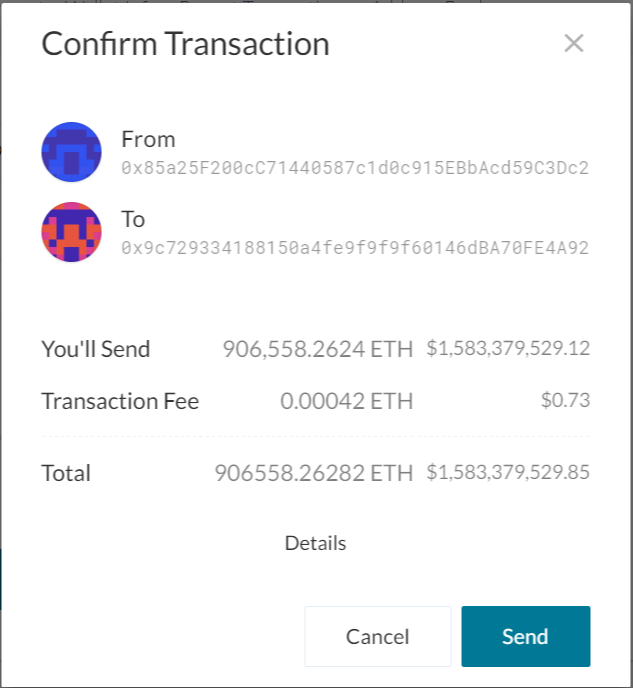 Confirm Transaction
From
0x85a25F200cC71440587c1d0c915EBbAcd59C3Dc2
To
0x9c729334188150a4fe9f9f9f60146dBA70FE4A92
You'll Send 906,558.2624 ETH $1,583,379,529.12
Transaction Fee 0.00042 ETH $0.73
Total 906558.26282 ETH $1,583,379,529.85
Details
Cancel Send